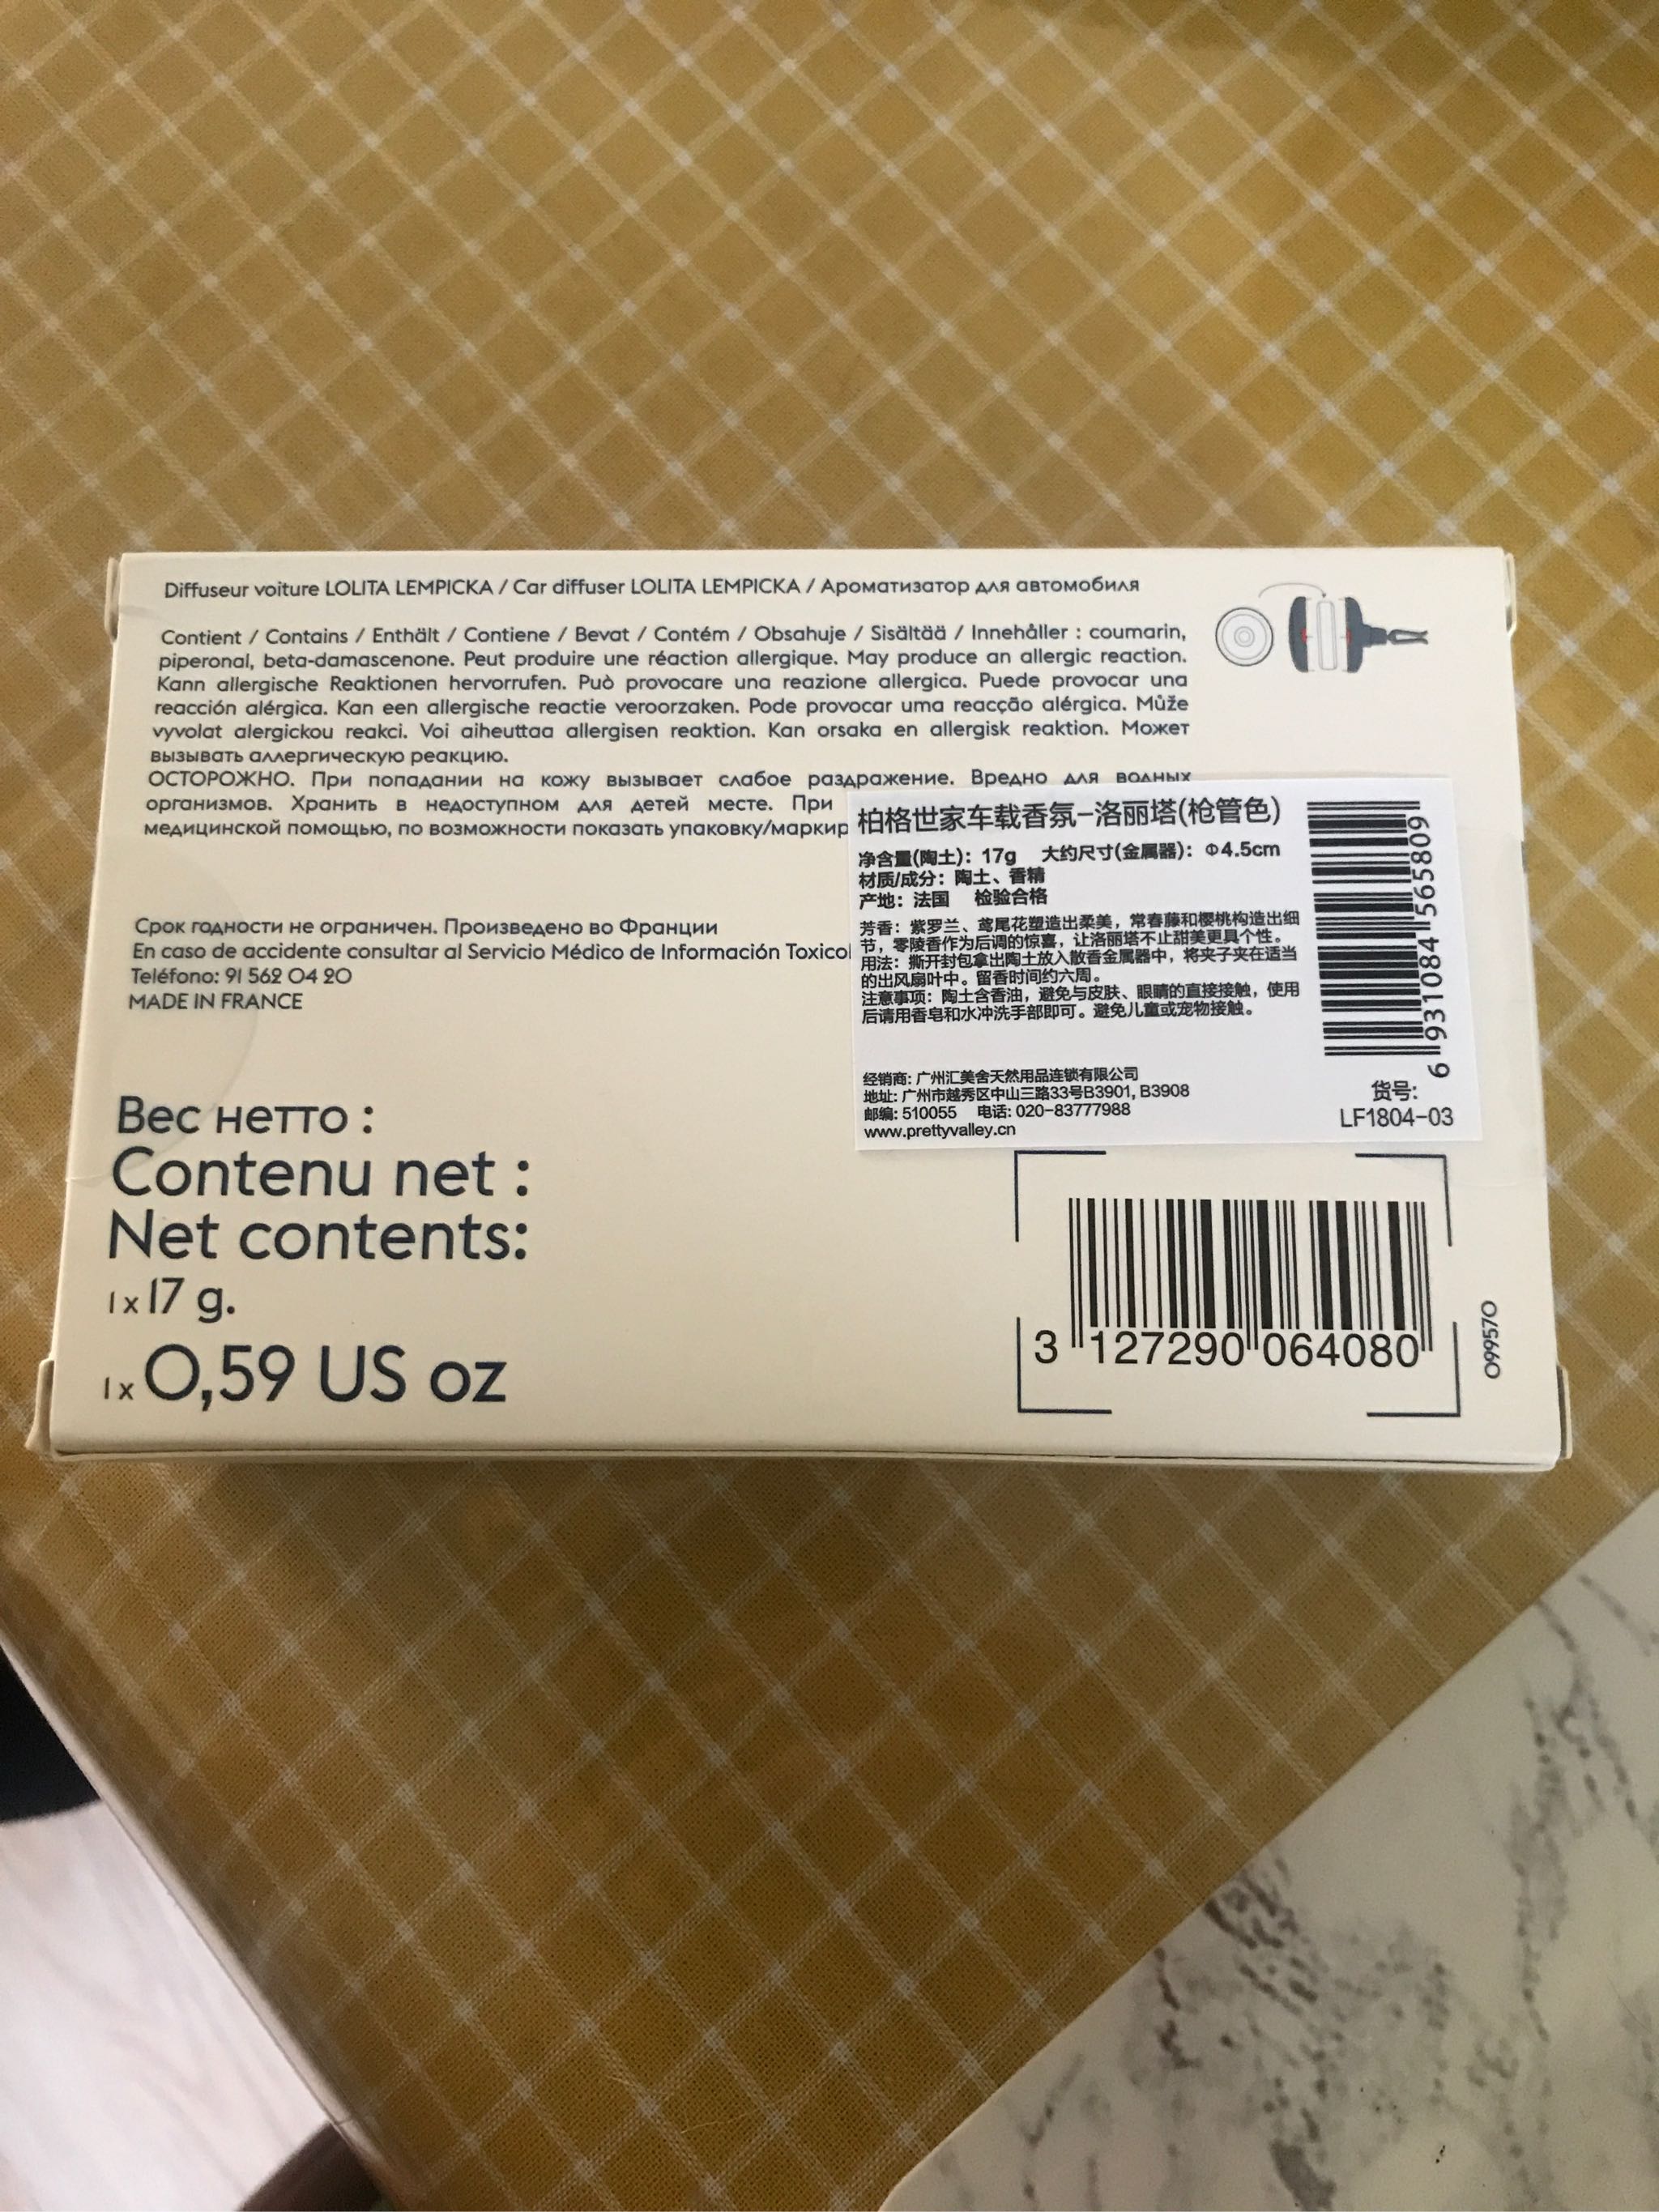 Diffuseur voiture LOLITA LEMPICKA / Car diffuser LOLITA LEMPICKA / Ароматизатор для автомобиля
Contient / Contains / Enthält / Contiene / Bevat / Contém / Obsahuje / Sisältää / Innehåller : coumarin,
piperonal, beta-damascenone. Peut produire une réaction allergique. May produce an allergic reaction.
Kann allergische Reaktionen hervorrufen. Può provocare una reazione allergica. Puede provocar una
reacción alérgica. Kan een allergische reactie veroorzaken. Pode provocar uma reacção alérgica. Může
vyvolat alergickou reakci. Voi aiheuttaa allergisen reaktion. Kan orsaka en allergisk reaktion. Может
вызывать аллергическую реакцию.
ОСТОРОЖНО. При попадании на кожу вызывает слабое раздражение. Вредно для водных
организмов. Хранить в недоступном для детей месте. При
медицинской помощью, по возможности показать упаковку/маркир
Срок годности не ограничен. Произведено во Франции
En caso de accidente consultar al Servicio Médico de Información Toxicol
Teléfono: 91 562 04 20
MADE IN FRANCE
柏格世家车载香氛-洛丽塔(枪管色)
净含量(陶土): 17g 大约尺寸(金属器): Φ4.5cm
材质/成分: 陶土、香精
产地: 法国 检验合格
芳香: 紫罗兰、鸢尾花塑造出柔美，常春藤和樱桃构造出细
节，零陵香作为后调的惊喜，让洛丽塔不止甜美更具个性。
用法: 撕开封包拿出陶土放入散香金属器中，将夹子夹在适当
的出风扇叶中。留香时间约六周。
注意事项: 陶土含香油，避免与皮肤、眼睛的直接接触，使用
后请用香皂和水冲洗手部即可。避免儿童或宠物接触。
经销商: 广州汇美舍天然用品连锁有限公司
地址: 广州市越秀区中山三路33号B3901, B3908
邮编: 510055 电话: 020-83777988
www.prettyvalley.cn
6 931084 565809
货号:
LF1804-03
Вес нетто :
Contenu net :
Net contents:
1 x 17 g.
1 x 0,59 US oz
3 127290 064080
099570